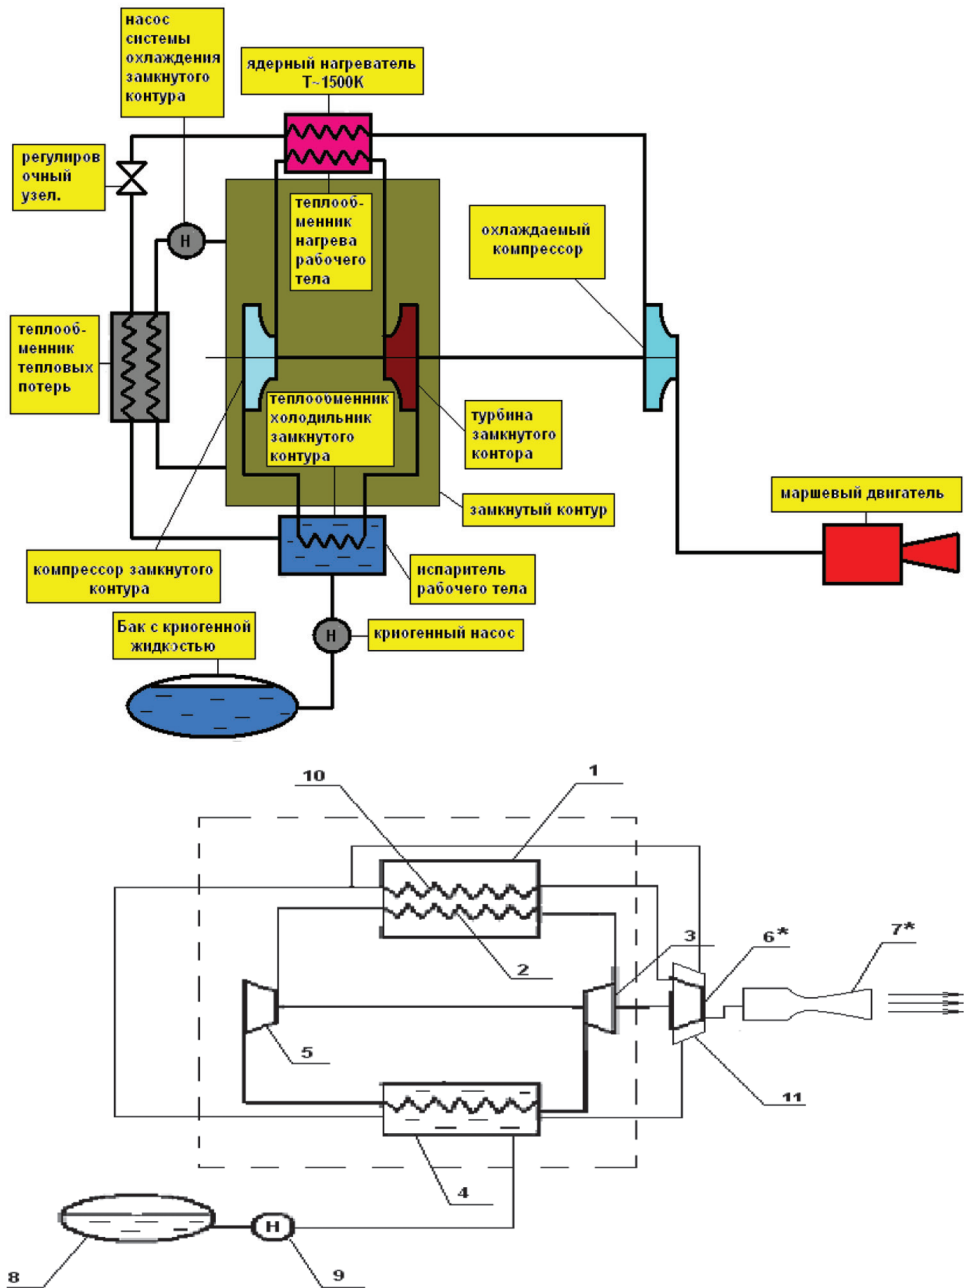 насос
системы
охлаждения
замкнутого
контура
ядерный нагреватель
T~1500K
регулиров
очный
узел.
Н
тепло­об-
менник
нагрева
рабочего
тела
охлаждаемый
компрессор
теплооб-
менник
тепловых
потерь
теплообменник
холодильник
замкнутого
контура
турбина
замкнутого
контора
маршевый двигатель
замкнутый контур
компрессор замкнутого
контура
испаритель
рабочего тела
Бак с криогенной
жидкостью
Н
криогенный насос
10
1
2
3
6*
7*
5
11
4
8
Н
9